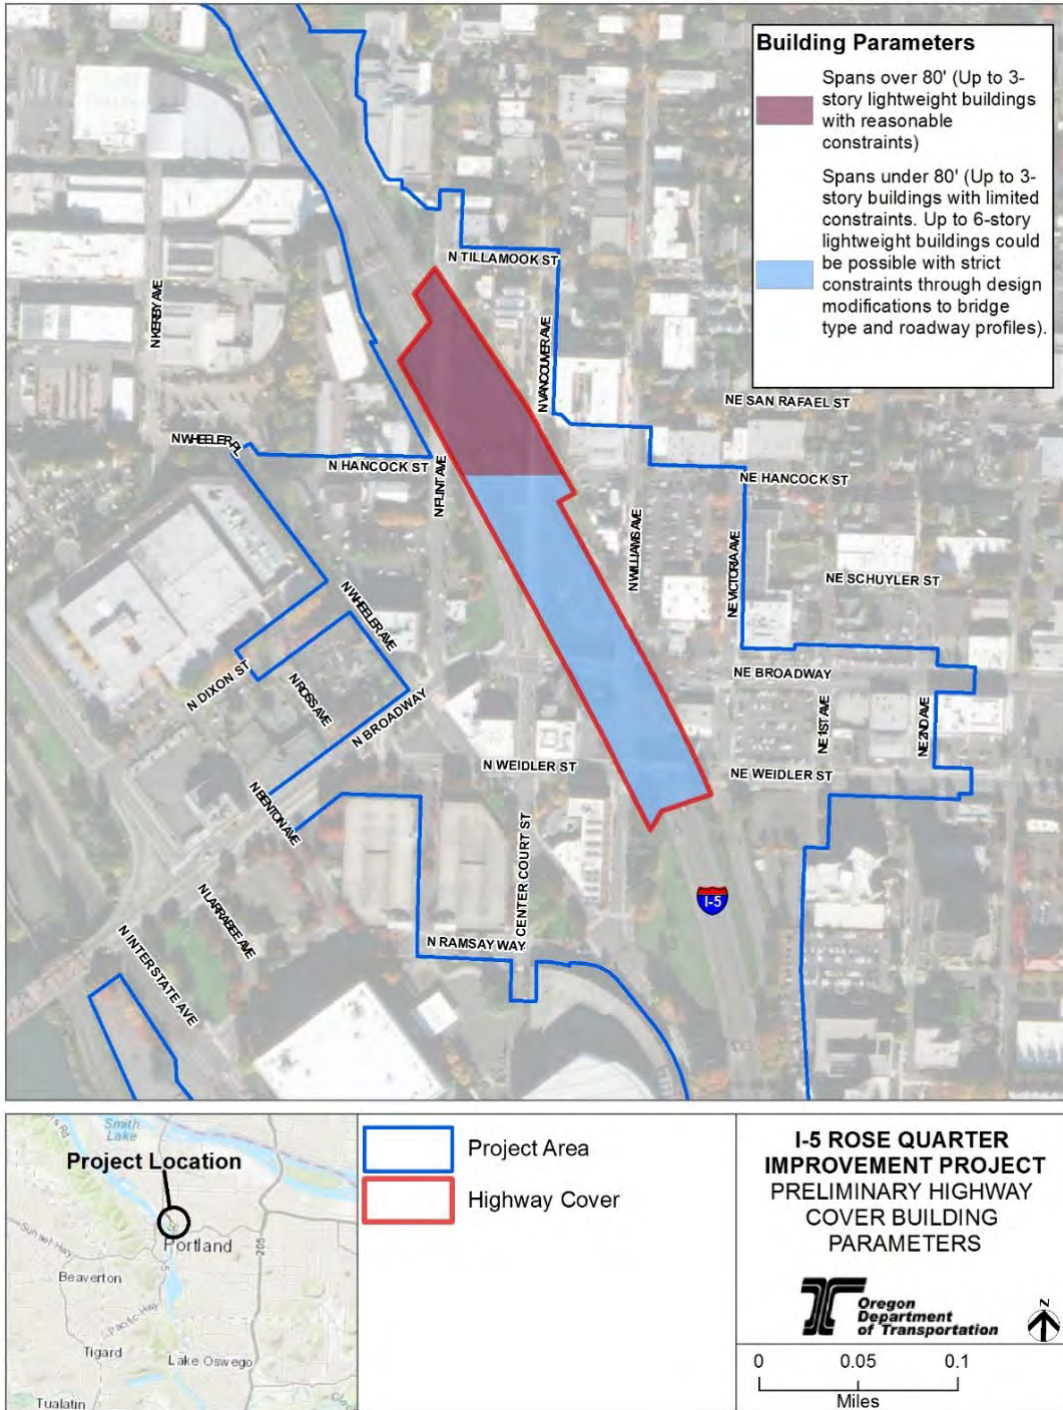 Building Parameters
Spans over 80' (Up to 3-
story lightweight buildings
with reasonable
constraints)
Spans under 80' (Up to 3-
story buildings with limited
constraints. Up to 6-story
lightweight buildings could
be possible with strict
constraints through design
modifications to bridge
type and roadway profiles).
N TILLAMOOK ST
N KERBY AVE
N VANCOUVER AVE
NE SAN RAFAEL ST
N WHEELER PL
N HANCOCK ST
N FLINT AVE
NE HANCOCK ST
N WILLIAMS AVE
NE VICTORIA AVE
NE SCHUYLER ST
N WHEELER AVE
N DIXON ST
N ROSS AVE
N BROADWAY
NE BROADWAY
NE 1ST AVE
NE 2ND AVE
N WEIDLER ST
NE WEIDLER ST
N BENTON AVE
CENTER COURT ST
N LARRABEE AVE
I-5
N RAMSAY WAY
N INTERSTATE AVE
Smith
Lake
Project Location
Portland
205
Sunset Hwy
Beaverton
Pacific Hwy
Tigard
Lake Oswego
Tualatin
Project Area
Highway Cover
I-5 ROSE QUARTER
IMPROVEMENT PROJECT
PRELIMINARY HIGHWAY
COVER BUILDING
PARAMETERS
Oregon
Department
of Transportation
N
0 0.05 0.1
Miles